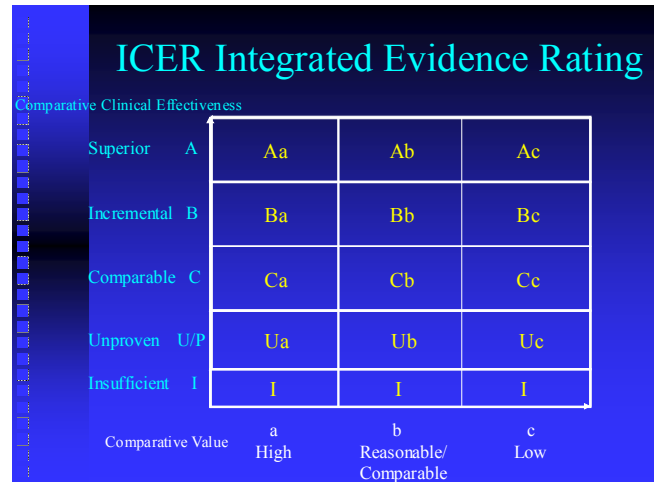 ICER Integrated Evidence Rating
Comparative Clinical Effectiveness
Superior A Aa Ab Ac
Incremental B Ba Bb Bc
Comparable C Ca Cb Cc
Unproven U/P Ua Ub Uc
Insufficient I I I I
Comparative Value
a
High
b
Reasonable/
Comparable
c
Low